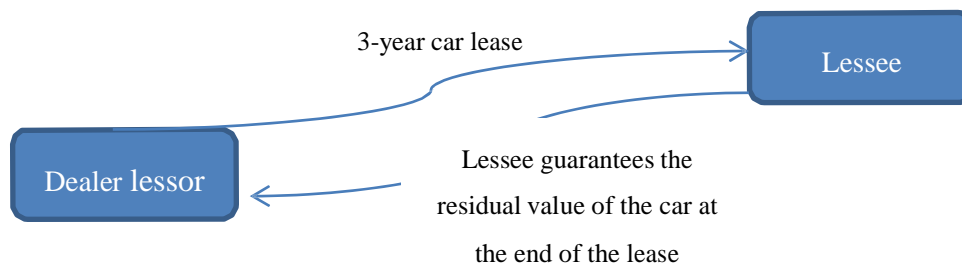 3-year car lease
Lessee
Dealer lessor
Lessee guarantees the
residual value of the car at
the end of the lease